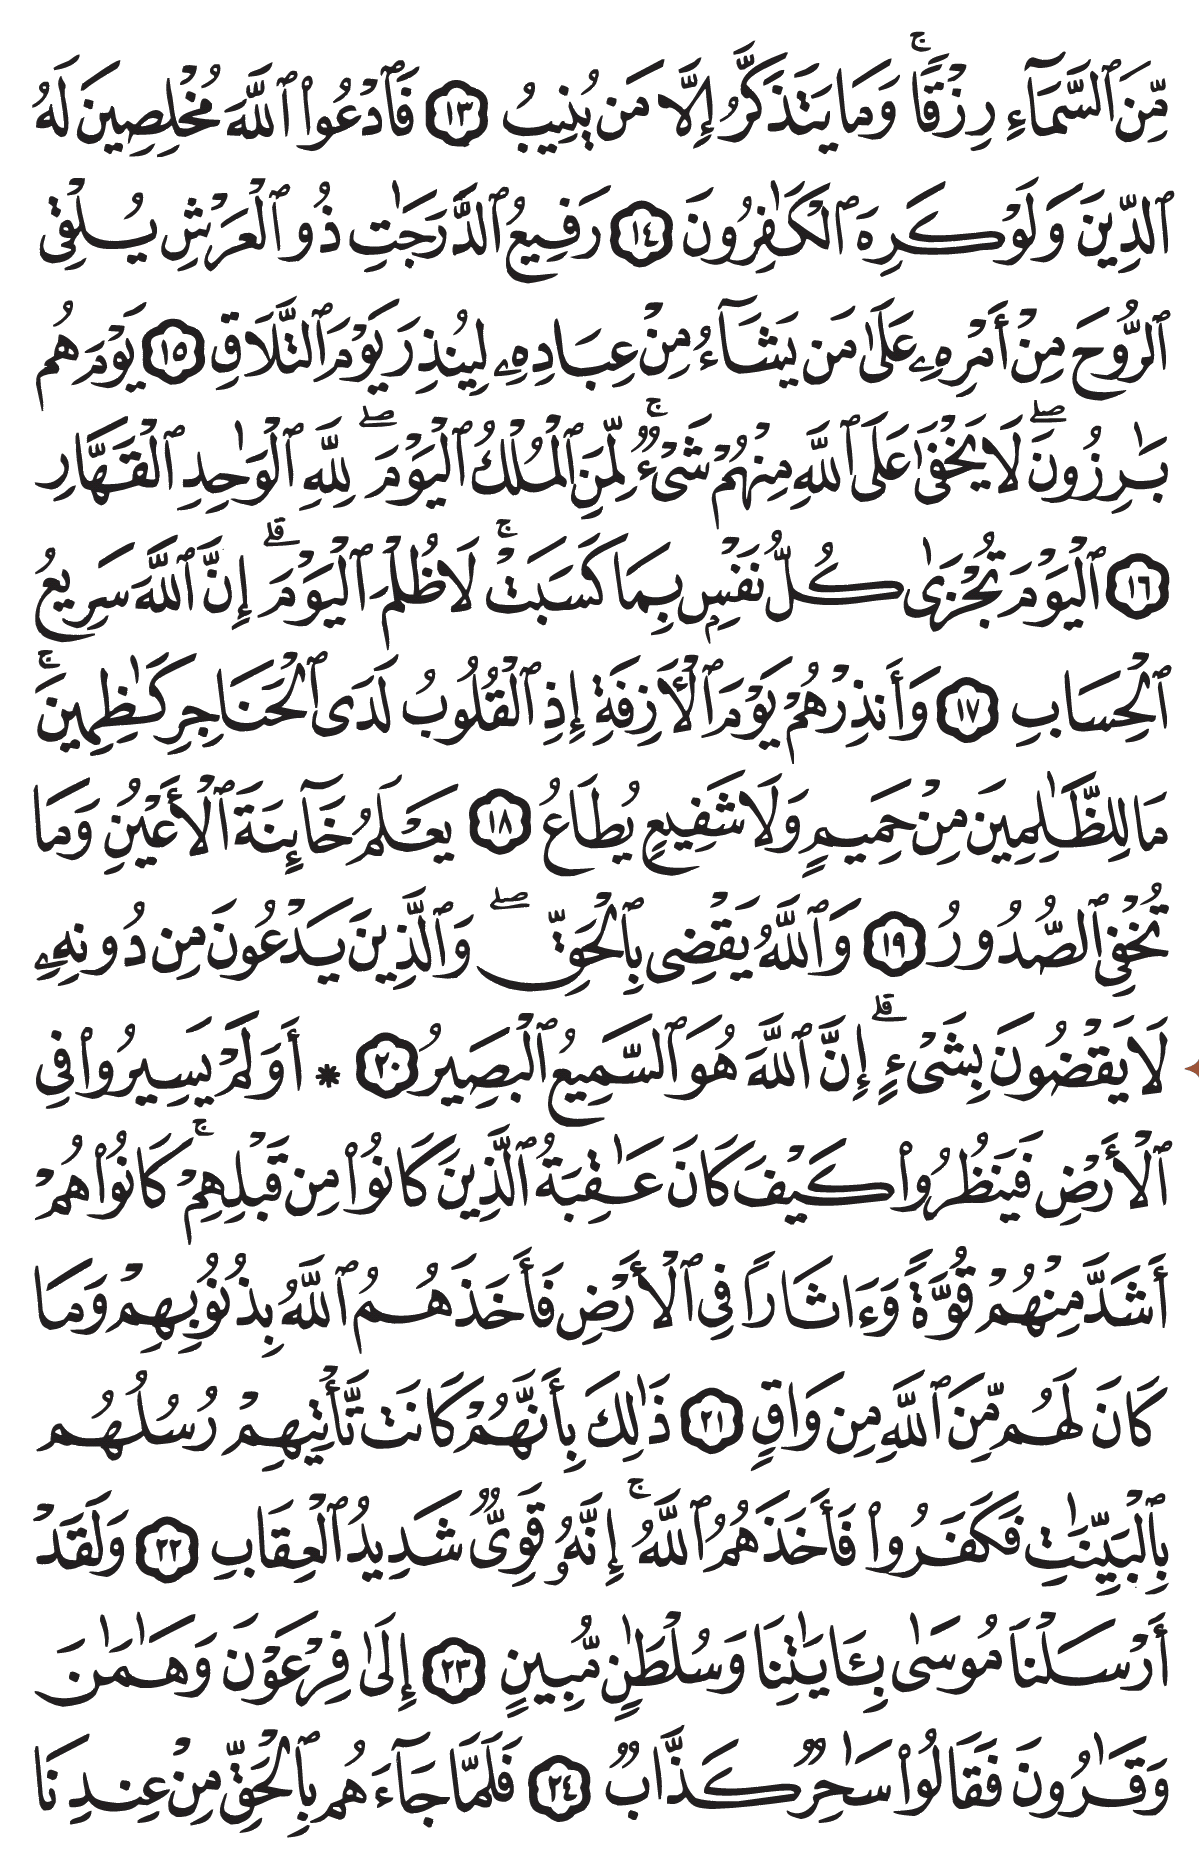 مِّنَ ٱلسَّمَآءِ رِزْقًاۚ وَمَا يَتَذَكَّرُ إِلَّا مَن يُنِيبُ ١٣ فَٱدْعُوا۟ ٱللَّهَ مُخْلِصِينَ لَهُ
ٱلدِّينَ وَلَوْ كَرِهَ ٱلْكَـٰفِرُونَ ١٤ رَفِيعُ ٱلدَّرَجَـٰتِ ذُو ٱلْعَرْشِ يُلْقِى
ٱلرُّوحَ مِنْ أَمْرِهِۦ عَلَىٰ مَن يَشَآءُ مِنْ عِبَادِهِۦ لِيُنذِرَ يَوْمَ ٱلتَّلَاقِ ١٥ يَوْمَ هُم
بَـٰرِزُونَۖ لَا يَخْفَىٰ عَلَى ٱللَّهِ مِنْهُمْ شَىْءٌۚ لِّمَنِ ٱلْمُلْكُ ٱلْيَوْمَۖ لِلَّهِ ٱلْوَٰحِدِ ٱلْقَهَّارِ
١٦ ٱلْيَوْمَ تُجْزَىٰ كُلُّ نَفْسٍۭ بِمَا كَسَبَتْۚ لَا ظُلْمَ ٱلْيَوْمَۗ إِنَّ ٱللَّهَ سَرِيعُ
ٱلْحِسَابِ ١٧ وَأَنذِرْهُمْ يَوْمَ ٱلْأَزِفَةِ إِذِ ٱلْقُلُوبُ لَدَى ٱلْحَنَاجِرِ كَـٰظِمِينَۚ
مَا لِلظَّـٰلِمِينَ مِنْ حَمِيمٍ وَلَا شَفِيعٍ يُطَاعُ ١٨ يَعْلَمُ خَآئِنَةَ ٱلْأَعْيُنِ وَمَا
تُخْفِى ٱلصُّدُورُ ١٩ وَٱللَّهُ يَقْضِى بِٱلْحَقِّۖ وَٱلَّذِينَ يَدْعُونَ مِن دُونِهِۦ
لَا يَقْضُونَ بِشَىْءٍۗ إِنَّ ٱللَّهَ هُوَ ٱلسَّمِيعُ ٱلْبَصِيرُ ٢٠ * أَوَلَمْ يَسِيرُوا۟ فِى
ٱلْأَرْضِ فَيَنظُرُوا۟ كَيْفَ كَانَ عَـٰقِبَةُ ٱلَّذِينَ كَانُوا۟ مِن قَبْلِهِمْۚ كَانُوا۟ هُمْ
أَشَدَّ مِنْهُمْ قُوَّةً وَءَاثَارًا فِى ٱلْأَرْضِ فَأَخَذَهُمُ ٱللَّهُ بِذُنُوبِهِمْ وَمَا
كَانَ لَهُم مِّنَ ٱللَّهِ مِن وَاقٍ ٢١ ذَٰلِكَ بِأَنَّهُمْ كَانَت تَّأْتِيهِمْ رُسُلُهُم
بِٱلْبَيِّنَـٰتِ فَكَفَرُوا۟ فَأَخَذَهُمُ ٱللَّهُۚ إِنَّهُۥ قَوِىٌّ شَدِيدُ ٱلْعِقَابِ ٢٢ وَلَقَدْ
أَرْسَلْنَا مُوسَىٰ بِـَٔايَـٰتِنَا وَسُلْطَـٰنٍ مُّبِينٍ ٢٣ إِلَىٰ فِرْعَوْنَ وَهَـٰمَـٰنَ
وَقَـٰرُونَ فَقَالُوا۟ سَـٰحِرٌ كَذَّابٌ ٢٤ فَلَمَّا جَآءَهُم بِٱلْحَقِّ مِنْ عِندِنَا